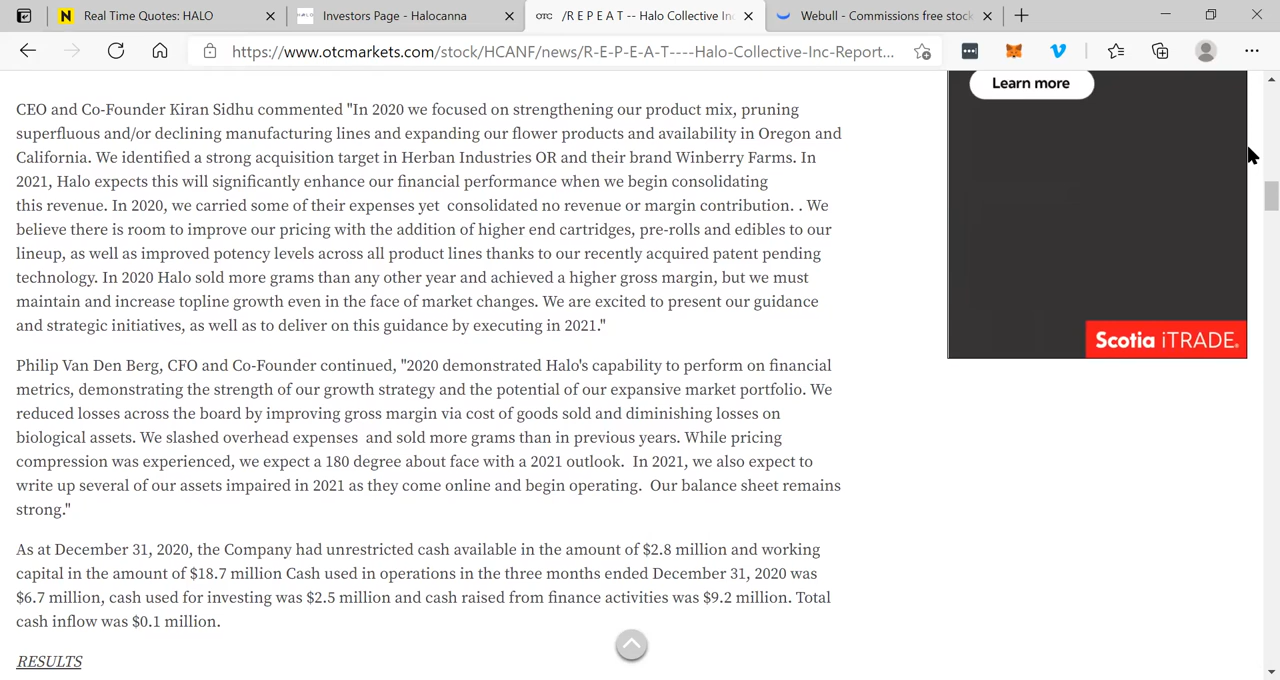 Real Time Quotes: HALO
Investors Page - Halocanna
OTC /R E P E A T -- Halo Collective Inc
Webull - Commissions free stock
https://www.otcmarkets.com/stock/HCANF/news/R-E-P-E-A-T----Halo-Collective-Inc-Report...
Learn more
CEO and Co-Founder Kiran Sidhu commented "In 2020 we focused on strengthening our product mix, pruning
superfluous and/or declining manufacturing lines and expanding our flower products and availability in Oregon and
California. We identified a strong acquisition target in Herban Industries OR and their brand Winberry Farms. In
2021, Halo expects this will significantly enhance our financial performance when we begin consolidating
this revenue. In 2020, we carried some of their expenses yet consolidated no revenue or margin contribution. . We
believe there is room to improve our pricing with the addition of higher end cartridges, pre-rolls and edibles to our
lineup, as well as improved potency levels across all product lines thanks to our recently acquired patent pending
technology. In 2020 Halo sold more grams than any other year and achieved a higher gross margin, but we must
maintain and increase topline growth even in the face of market changes. We are excited to present our guidance
and strategic initiatives, as well as to deliver on this guidance by executing in 2021."
Scotia iTRADE.
Philip Van Den Berg, CFO and Co-Founder continued, "2020 demonstrated Halo's capability to perform on financial
metrics, demonstrating the strength of our growth strategy and the potential of our expansive market portfolio. We
reduced losses across the board by improving gross margin via cost of goods sold and diminishing losses on
biological assets. We slashed overhead expenses and sold more grams than in previous years. While pricing
compression was experienced, we expect a 180 degree about face with a 2021 outlook. In 2021, we also expect to
write up several of our assets impaired in 2021 as they come online and begin operating. Our balance sheet remains
strong."
As at December 31, 2020, the Company had unrestricted cash available in the amount of $2.8 million and working
capital in the amount of $18.7 million Cash used in operations in the three months ended December 31, 2020 was
$6.7 million, cash used for investing was $2.5 million and cash raised from finance activities was $9.2 million. Total
cash inflow was $0.1 million.
RESULTS